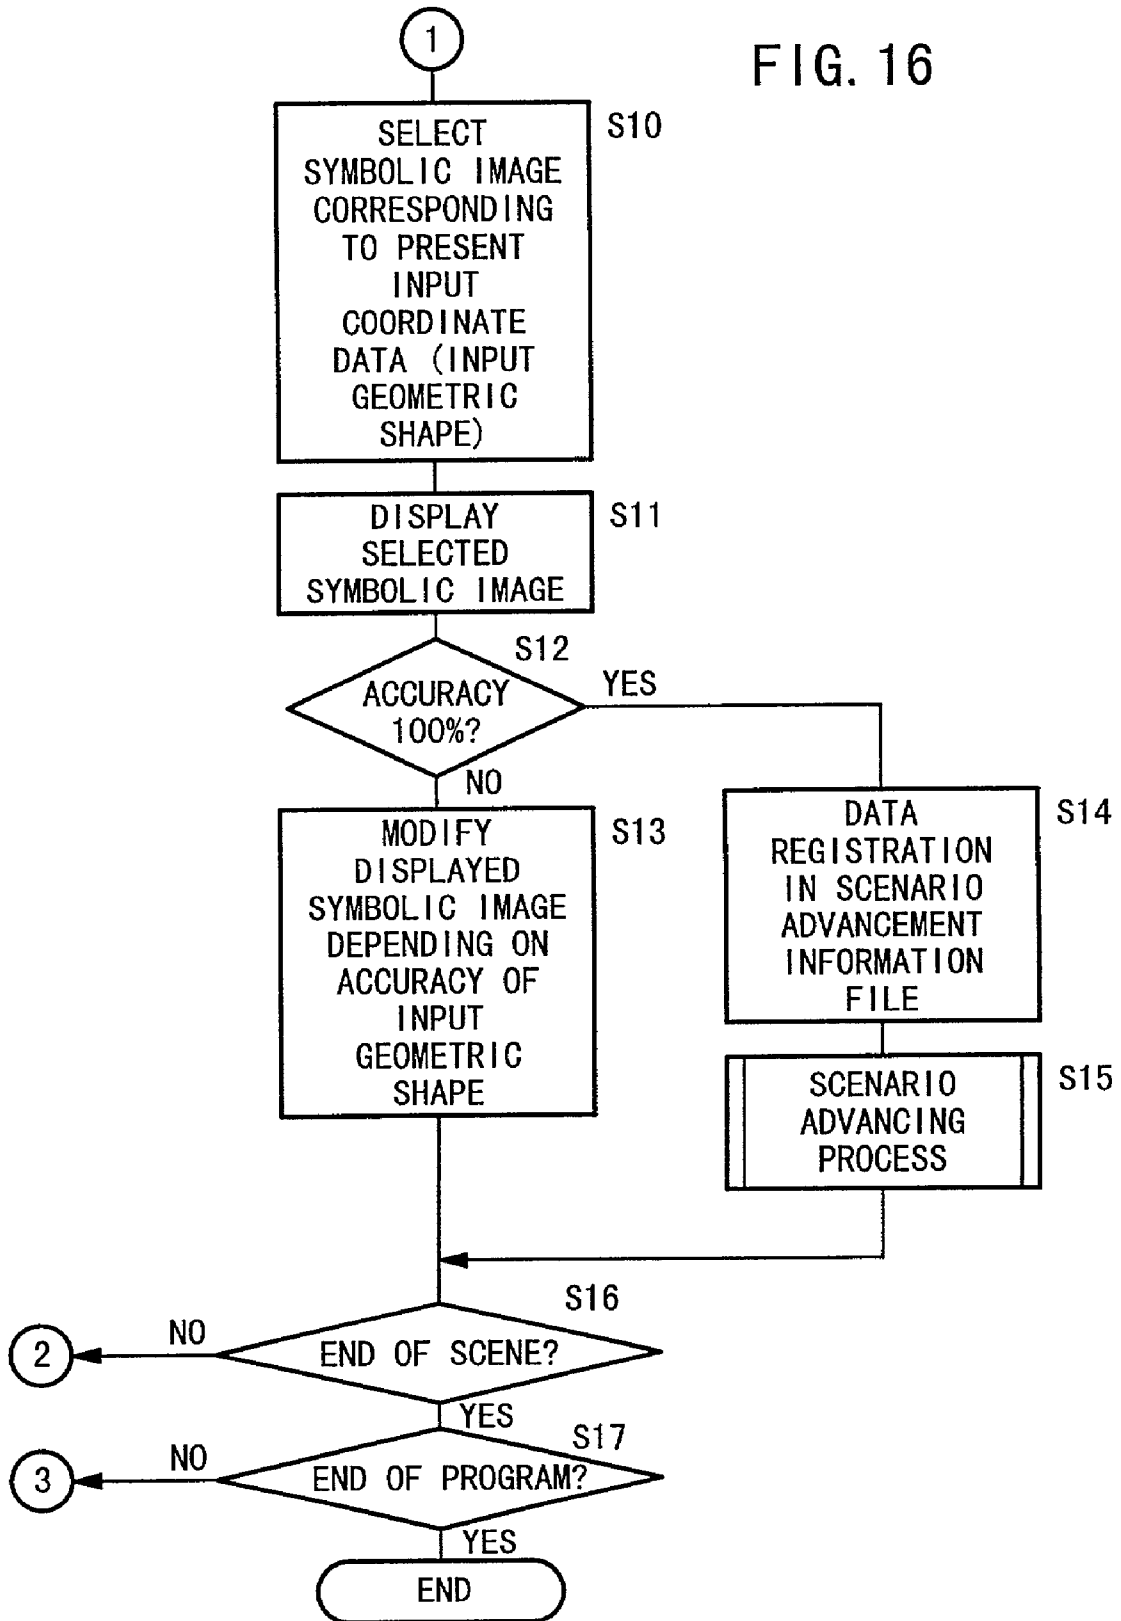 1
FIG. 16
SELECT
SYMBOLIC IMAGE
CORRESPONDING
TO PRESENT
INPUT
COORDINATE
DATA (INPUT
GEOMETRIC
SHAPE)
S10
DISPLAY
SELECTED
SYMBOLIC IMAGE
S11
S12
ACCURACY
100%?
YES
NO
MODIFY
DISPLAYED
SYMBOLIC IMAGE
DEPENDING ON
ACCURACY OF
INPUT
GEOMETRIC
SHAPE
S13
DATA
REGISTRATION
IN SCENARIO
ADVANCEMENT
INFORMATION
FILE
S14
SCENARIO
ADVANCING
PROCESS
S15
S16
END OF SCENE?
NO
2
YES
S17
END OF PROGRAM?
NO
3
YES
END